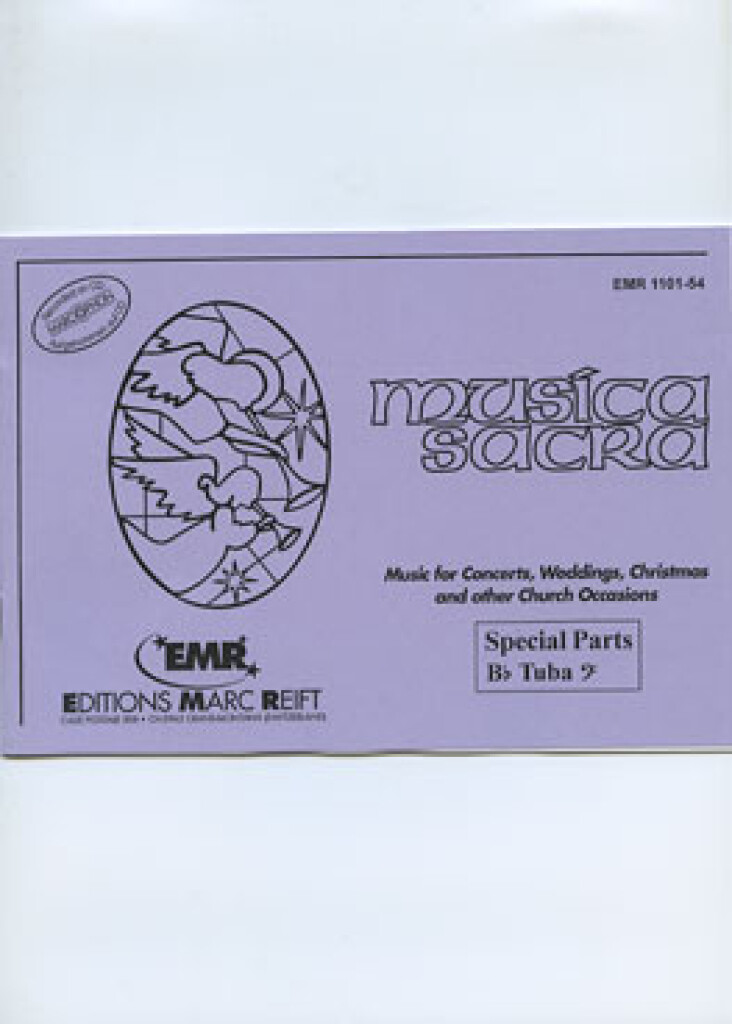 EMR 1101-54
musica
sacra
Music for Concerts, Weddings, Christmas
and other Church Occasions
Special Parts
B♭ Tuba 𝄢
EMR
EDITIONS MARC REIFT